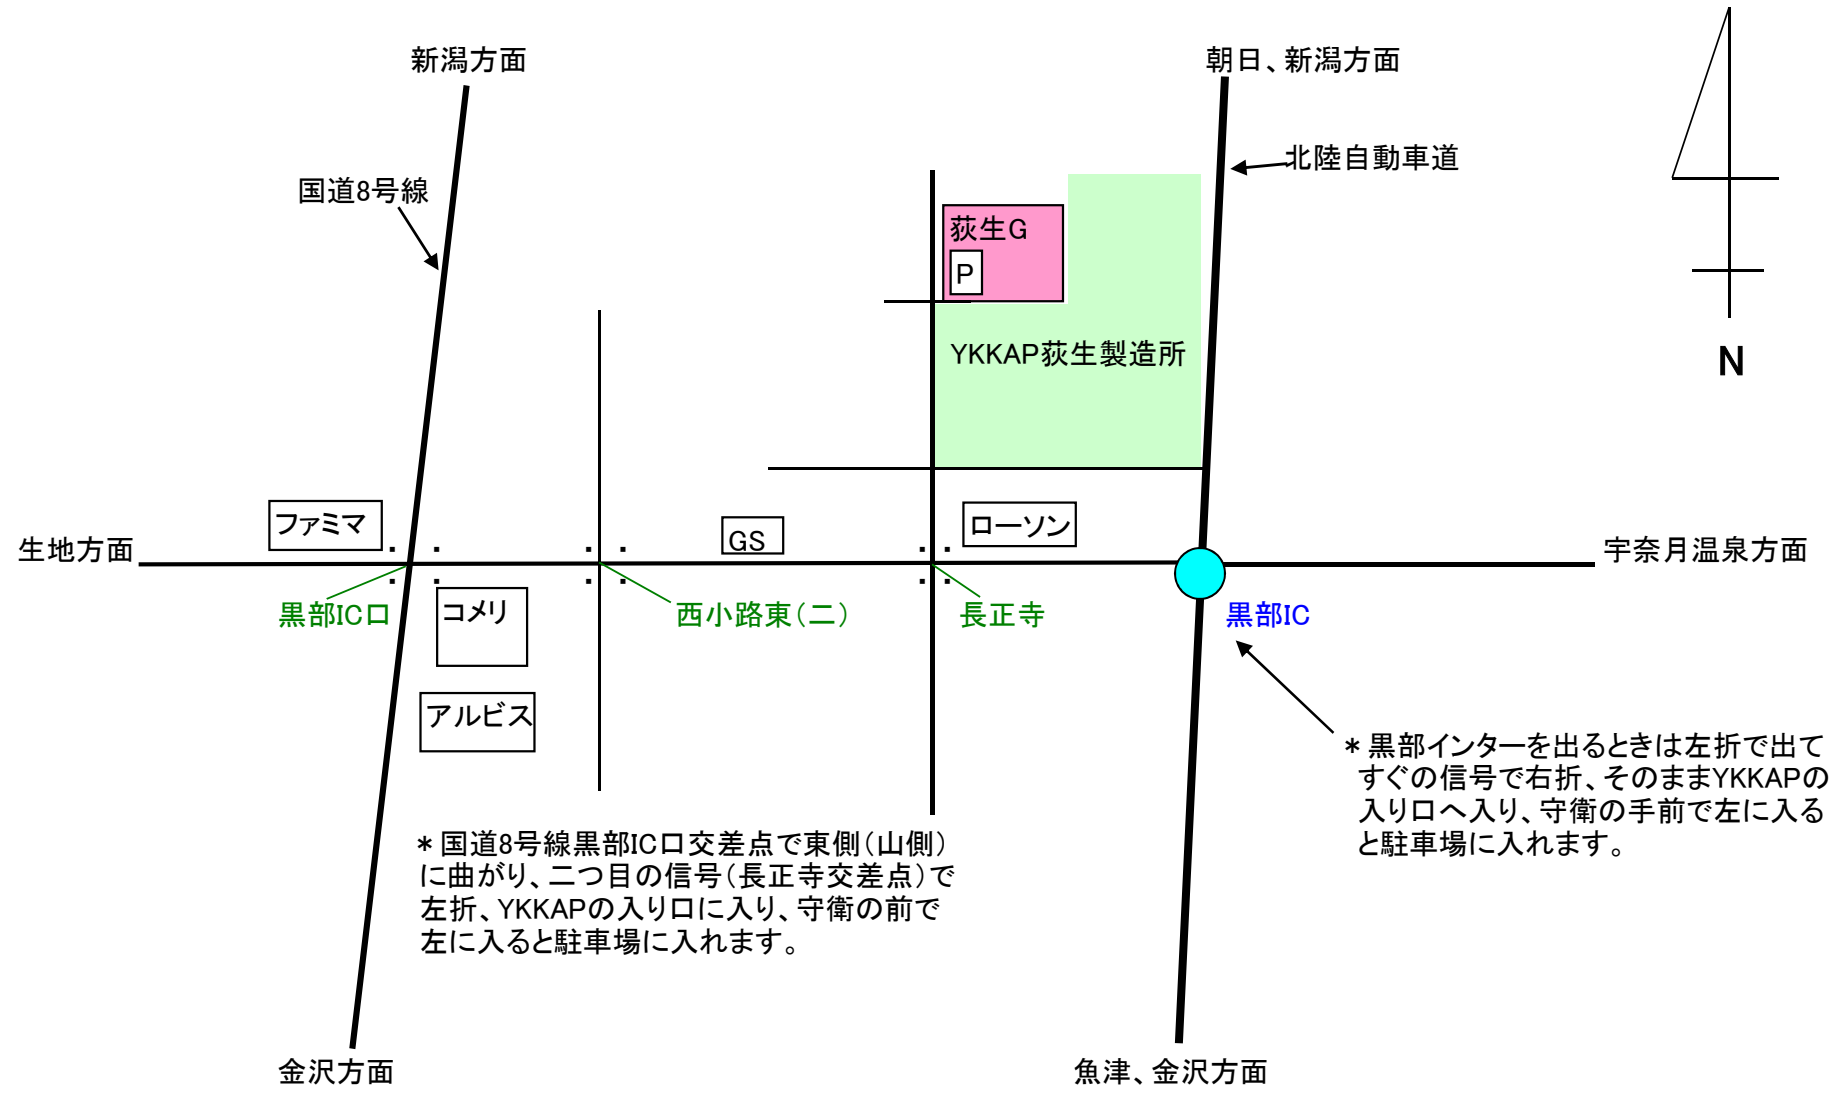 新潟方面
朝日、新潟方面
北陸自動車道
国道8号線
荻生G
P
YKKAP荻生製造所
N
ファミマ
GS
ローソン
生地方面
宇奈月温泉方面
黒部IC口
コメリ
西小路東（二）
長正寺
黒部IC
アルビス
＊黒部インターを出るときは左折で出て
すぐの信号で右折、そのままYKKAPの
入り口へ入り、守衛の手前で左に入る
と駐車場に入れます。
＊国道8号線黒部IC口交差点で東側（山側）
に曲がり、二つ目の信号（長正寺交差点）で
左折、YKKAPの入り口に入り、守衛の前で
左に入ると駐車場に入れます。
金沢方面
魚津、金沢方面